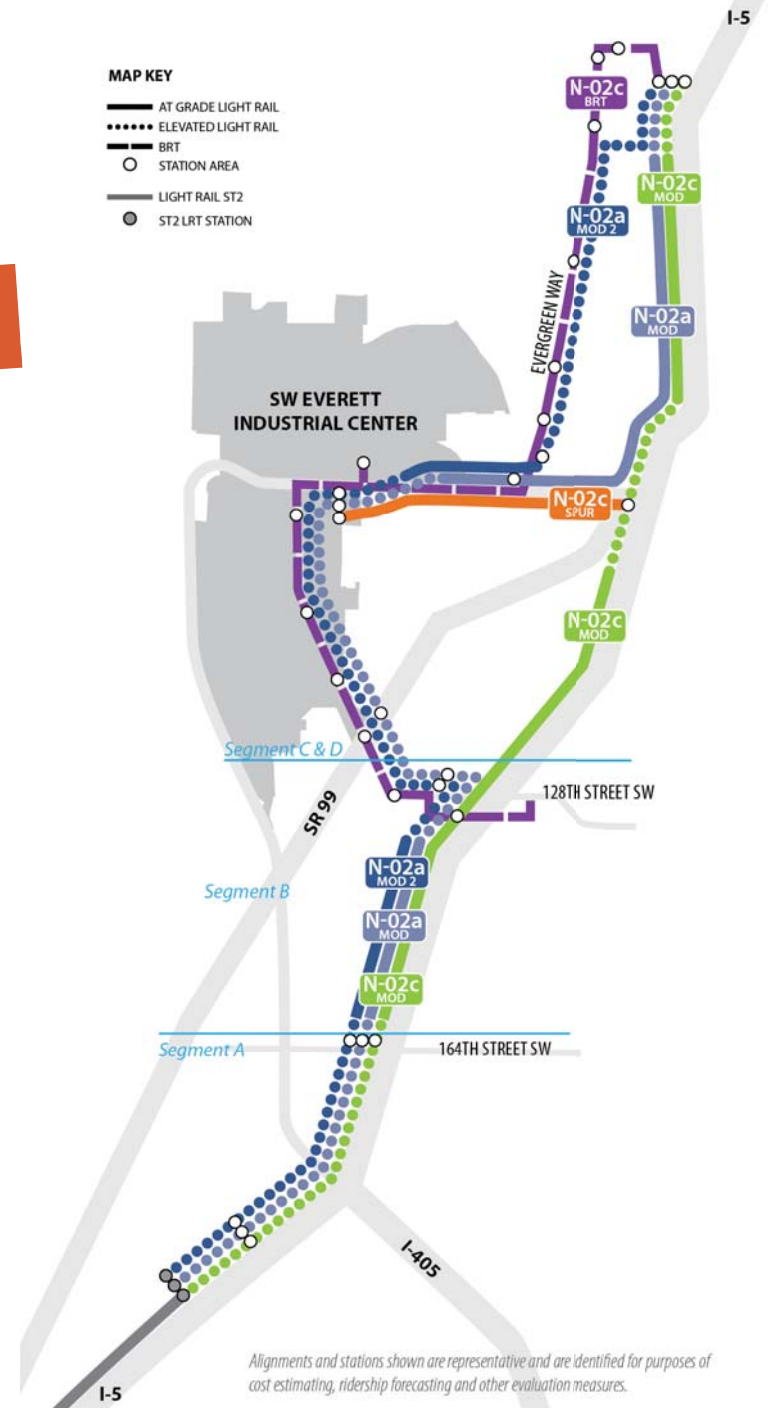 I-5
MAP KEY
AT GRADE LIGHT RAIL
ELEVATED LIGHT RAIL
BRT
STATION AREA
LIGHT RAIL ST2
ST2 LRT STATION
N-02c
BRT
N-02c
MOD
N-02a
MOD 2
N-02a
MOD
EVERGREEN WAY
SW EVERETT
INDUSTRIAL CENTER
N-02c
SPUR
N-02c
MOD
Segment C & D
128TH STREET SW
SR 99
N-02a
MOD 2
Segment B
N-02a
MOD
N-02c
MOD
Segment A
164TH STREET SW
I-405
Alignments and stations shown are representative and are identified for purposes of
cost estimating, ridership forecasting and other evaluation measures.
I-5